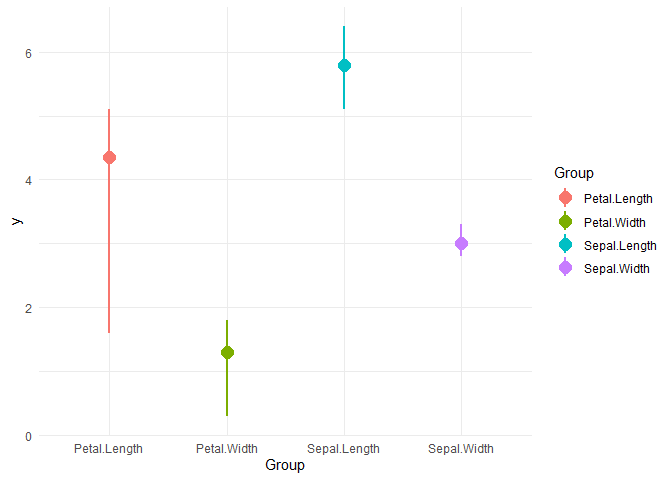 6
4
2
0
y
Petal.Length
Petal.Width
Sepal.Length
Sepal.Width
Group
Group
Petal.Length
Petal.Width
Sepal.Length
Sepal.Width